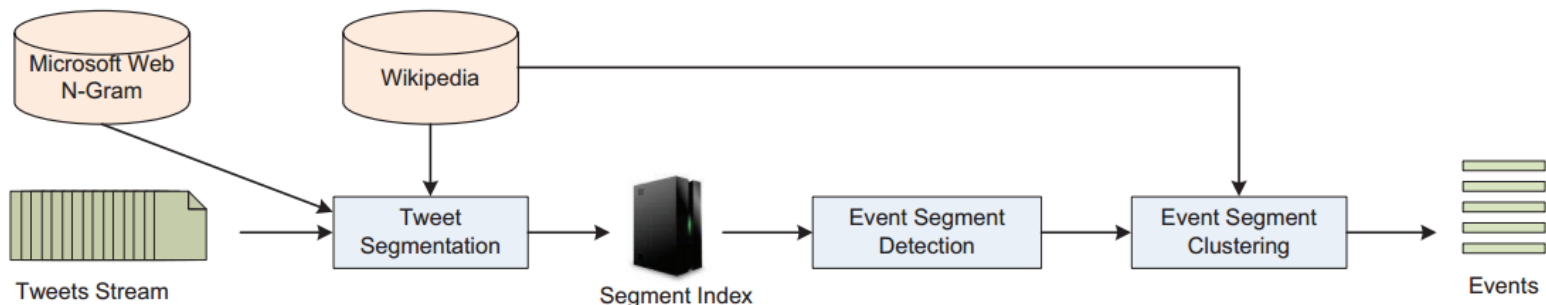 Microsoft Web
N-Gram
Wikipedia
Tweet
Segmentation
Event Segment
Detection
Event Segment
Clustering
Tweets Stream
Segment Index
Events